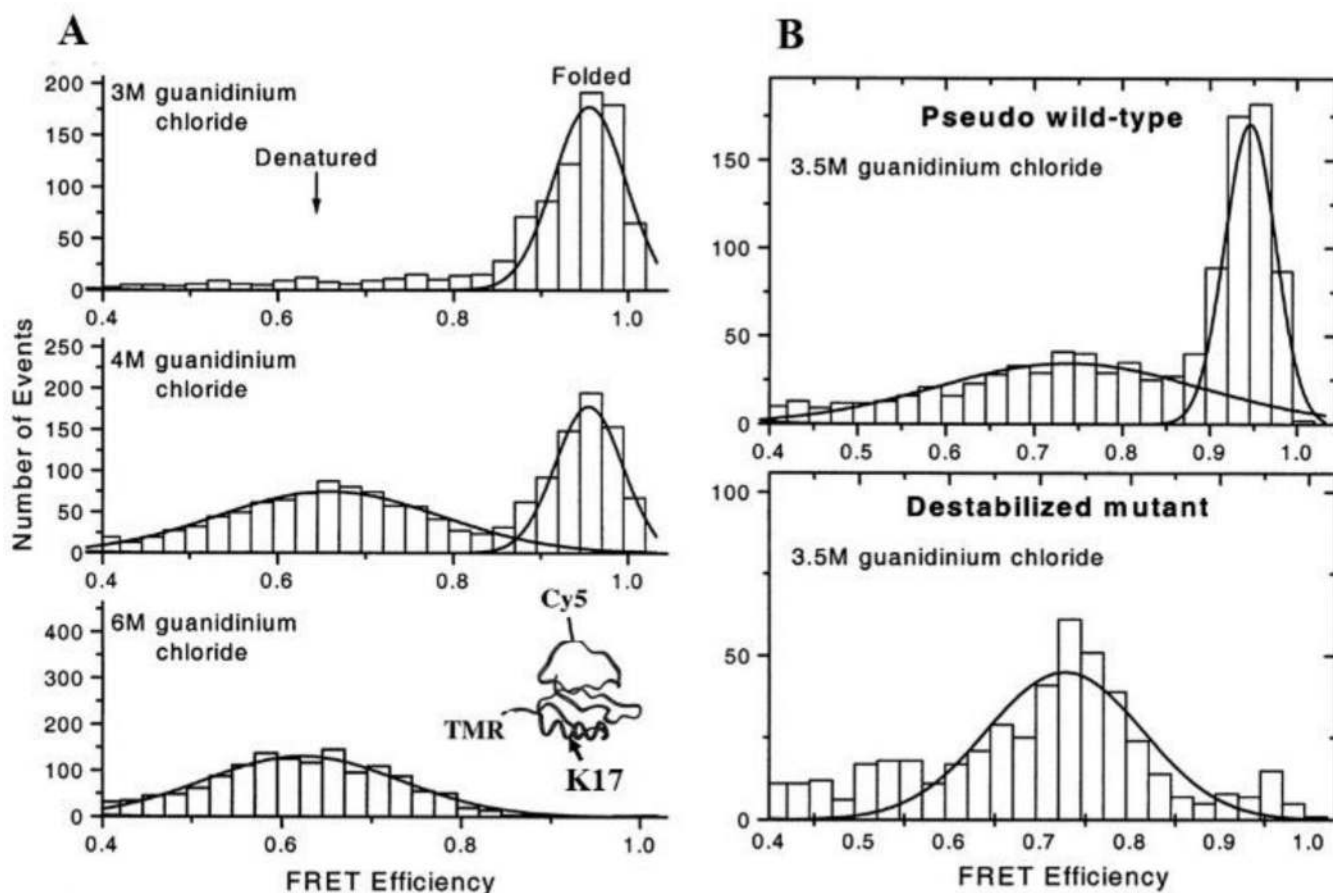 A
200
150
100
50
0
3M guanidinium
chloride
Folded
Denatured
0.4
0.6
0.8
1.0
250
200
150
100
50
0
4M guanidinium
chloride
0.4
0.6
0.8
1.0
400
300
200
100
0
6M guanidinium
chloride
Cy5
TMR
K17
0.4
0.6
0.8
1.0
Number of Events
FRET Efficiency
B
150
100
50
0
Pseudo wild-type
3.5M guanidinium chloride
0.4
0.5
0.6
0.7
0.8
0.9
1.0
100
50
0
Destabilized mutant
3.5M guanidinium chloride
0.4
0.5
0.6
0.7
0.8
0.9
1.0
FRET Efficiency